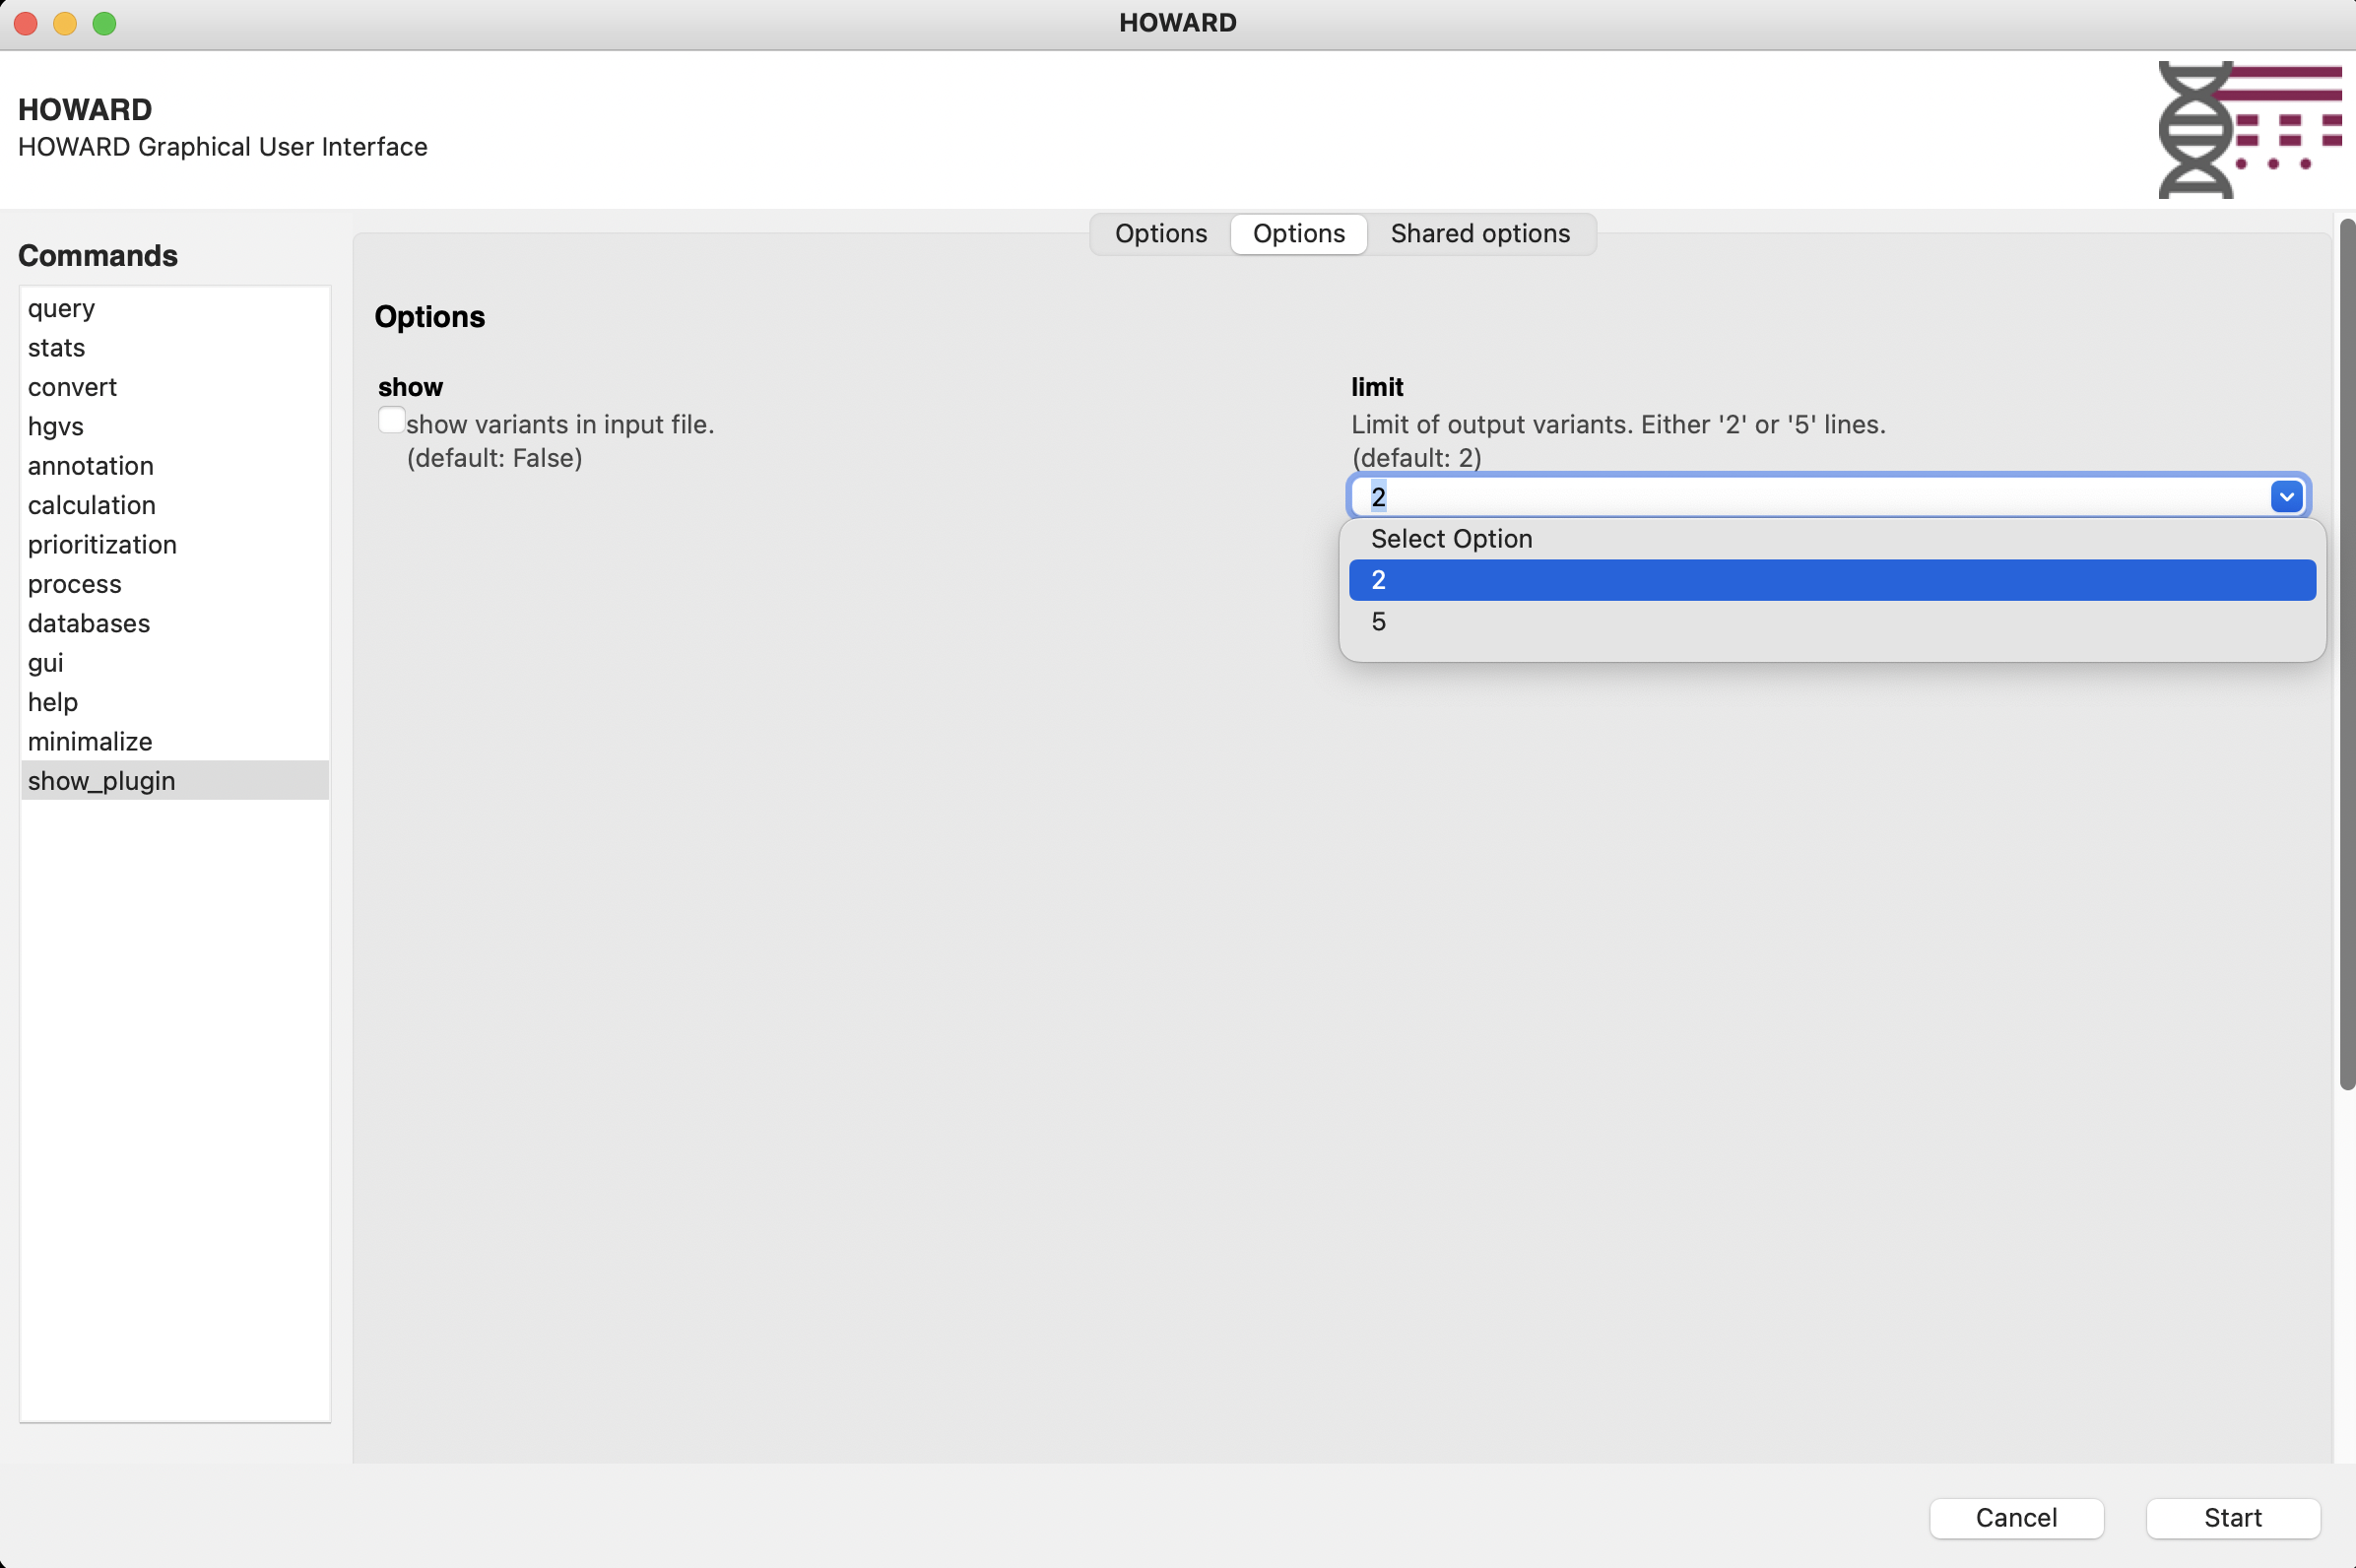 HOWARD
HOWARD
HOWARD Graphical User Interface
Commands
query
stats
convert
hgvs
annotation
calculation
prioritization
process
databases
gui
help
minimalize
show_plugin
Options Options Shared options
Options
show
show variants in input file.
(default: False)
limit
Limit of output variants. Either '2' or '5' lines.
(default: 2)
2
Select Option
2
5
Cancel Start